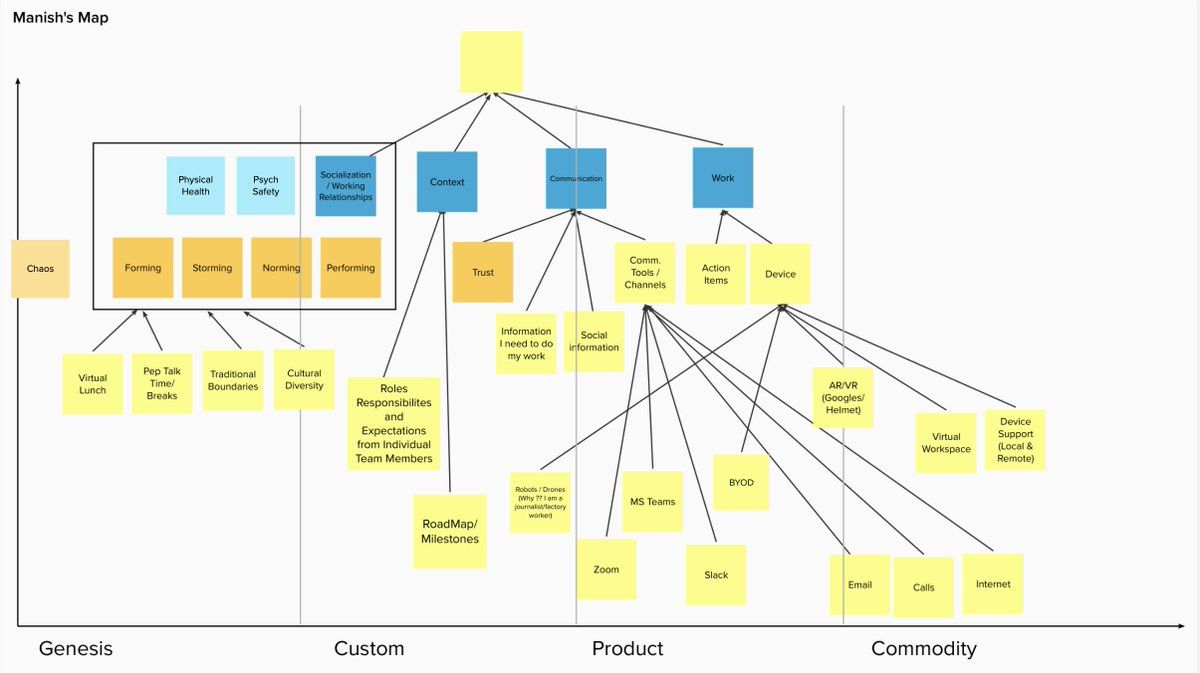 Manish's Map
Physical
Health
Psych
Safety
Socialization
/ Working
Relationships
Context
Communication
Work
Chaos
Forming
Storming
Norming
Performing
Trust
Comm.
Tools /
Channels
Action
Items
Device
Information
I need to do
my work
Social
information
Virtual
Lunch
Pep Talk
Time/
Breaks
Traditional
Boundaries
Cultural
Diversity
Roles
Responsibilites
and
Expectations
from Individual
Team Members
AR/VR
(Googles/
Helmet)
Virtual
Workspace
Device
Support
(Local &
Remote)
Robots / Drones
(Why ?? I am a
journalist/factory
worker)
MS Teams
BYOD
RoadMap/
Milestones
Zoom
Slack
Email
Calls
Internet
Genesis
Custom
Product
Commodity